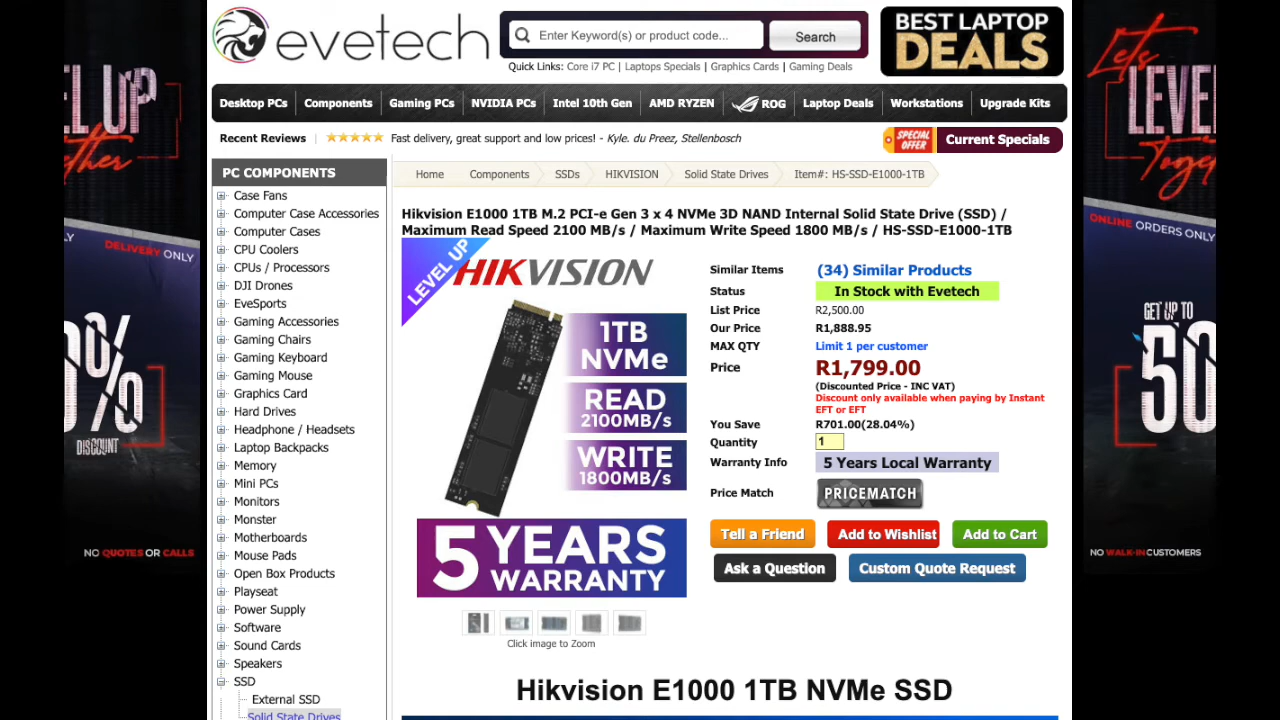 evetech
Enter Keyword(s) or product code...
Search
BEST LAPTOP
DEALS
Quick Links: Core i7 PC | Laptops Specials | Graphics Cards | Gaming Deals
Desktop PCs
Components
Gaming PCs
NVIDIA PCs
Intel 10th Gen
AMD RYZEN
ROG
Laptop Deals
Workstations
Upgrade Kits
Recent Reviews
Fast delivery, great support and low prices! - Kyle. du Preez, Stellenbosch
SPECIAL
OFFER
Current Specials
PC COMPONENTS
Case Fans
Computer Case Accessories
Computer Cases
CPU Coolers
CPUs / Processors
DJI Drones
EveSports
Gaming Accessories
Gaming Chairs
Gaming Keyboard
Gaming Mouse
Graphics Card
Hard Drives
Headphone / Headsets
Laptop Backpacks
Memory
Mini PCs
Monitors
Monster
Motherboards
Mouse Pads
Open Box Products
Playseat
Power Supply
Software
Sound Cards
Speakers
SSD
External SSD
Solid State Drives
Home
Components
SSDs
HIKVISION
Solid State Drives
Item#: HS-SSD-E1000-1TB
Hikvision E1000 1TB M.2 PCI-e Gen 3 x 4 NVMe 3D NAND Internal Solid State Drive (SSD) /
Maximum Read Speed 2100 MB/s / Maximum Write Speed 1800 MB/s / HS-SSD-E1000-1TB
LEVEL UP
HIKVISION
1TB
NVMe
READ
2100MB/s
WRITE
1800MB/s
5 YEARS
WARRANTY
Click image to Zoom
Similar Items
(34) Similar Products
Status
In Stock with Evetech
List Price
R2,500.00
Our Price
R1,888.95
MAX QTY
Limit 1 per customer
Price
R1,799.00
(Discounted Price - INC VAT)
Discount only available when paying by Instant
EFT or EFT
You Save
R701.00(28.04%)
Quantity
1
Warranty Info
5 Years Local Warranty
Price Match
PRICEMATCH
Tell a Friend
Add to Wishlist
Add to Cart
Ask a Question
Custom Quote Request
Hikvision E1000 1TB NVMe SSD
EL UP
ther
LY
DELIVERY ONLY
0%
DISCOUNT
NO QUOTES OR CALLS
Lets
LEVEL
Toget
ONLINE ORDERS ONLY
GET UP TO
50
NO WALK-IN CUSTOMERS